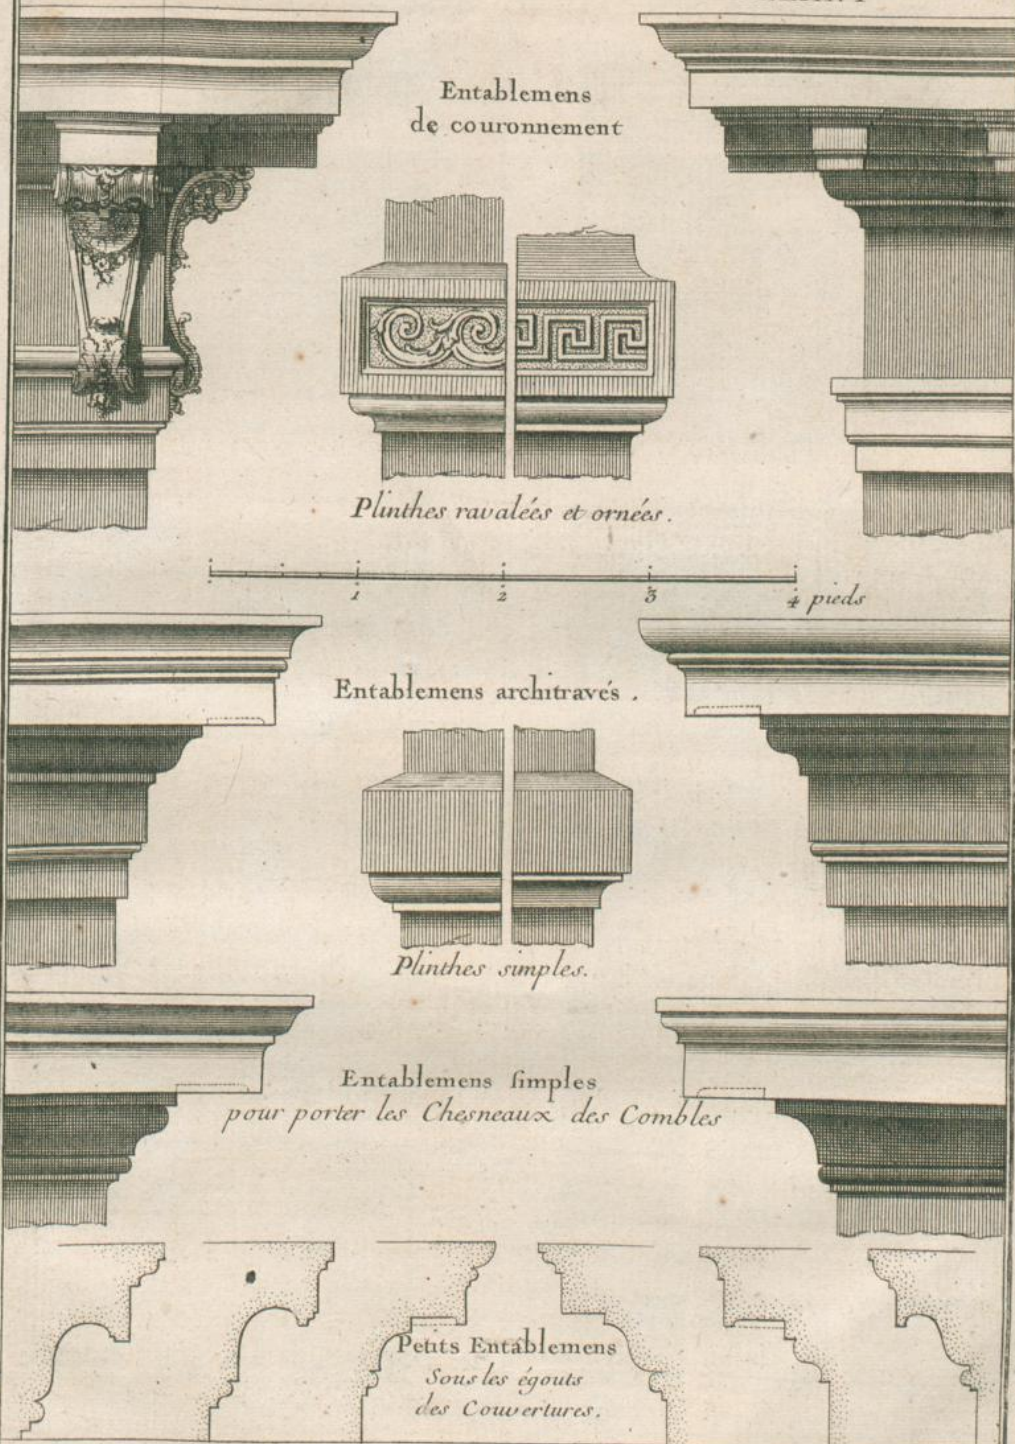 Entablemens
de couronnement
Plinthes ravalées et ornées.
1 2 3 4 pieds
Entablemens architravés.
Plinthes simples.
Entablemens simples
pour porter les Chesneaux des Combles
Petits Entablemens
Sous les égouts
des Couvertures.